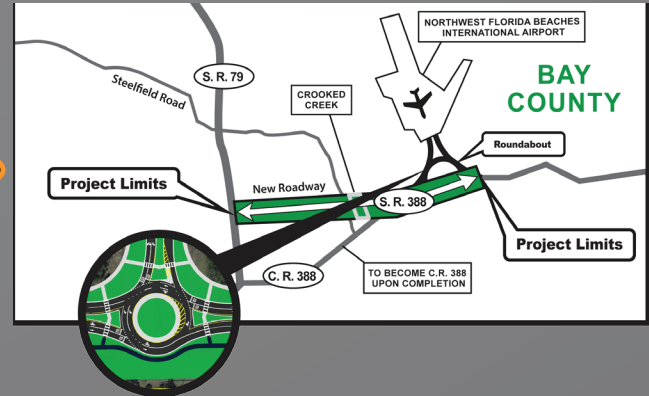 NORTHWEST FLORIDA BEACHES
INTERNATIONAL AIRPORT
BAY
COUNTY
S. R. 79
Steelfield Road
CROOKED
CREEK
Roundabout
Project Limits
New Roadway
S. R. 388
Project Limits
C. R. 388
TO BECOME C.R. 388
UPON COMPLETION